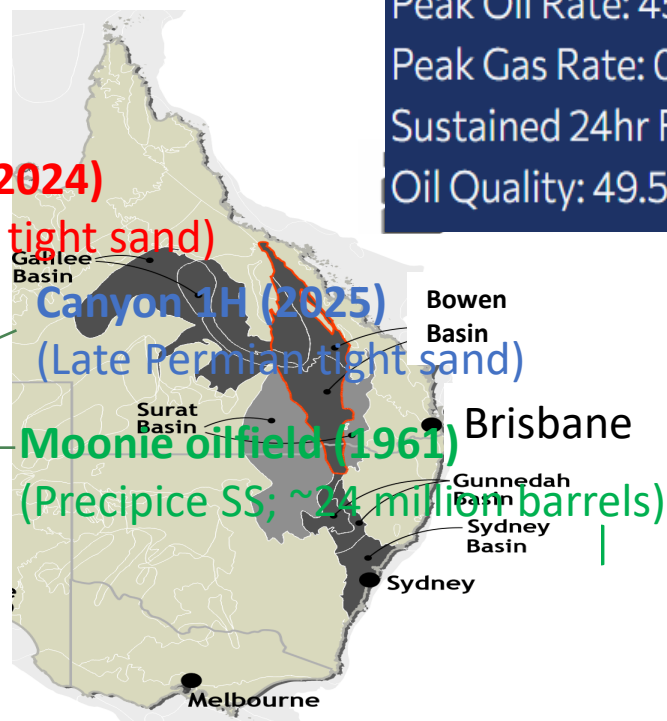 Peak Oil Rate: 4
Peak Gas Rate: 0
Sustained 24hr F
Oil Quality: 49.5
2024)
tight sand)
Galilee
Basin
Canyon 1H (2025)
(Late Permian tight sand)
Bowen
Basin
Surat
Basin
Brisbane
Moonie oilfield (1961)
(Precipice SS; ~24 million barrels)
Gunnedah
Basin
Sydney
Basin
Sydney
Melbourne